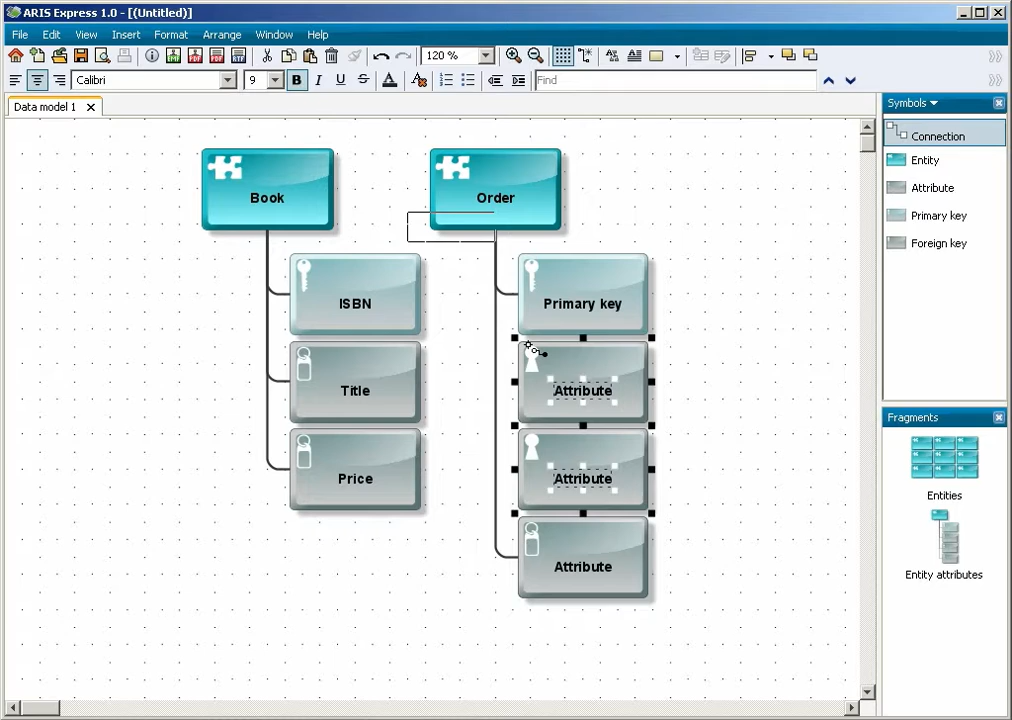 ARIS Express 1.0 - [(Untitled)]
File Edit View Insert Format Arrange Window Help
120 %
Calibri 9 B I U S A Find
Data model 1
Symbols
Connection
Entity
Attribute
Primary key
Foreign key
Fragments
Entities
Entity attributes
Book
Order
ISBN
Primary key
Title
Attribute
Price
Attribute
Attribute